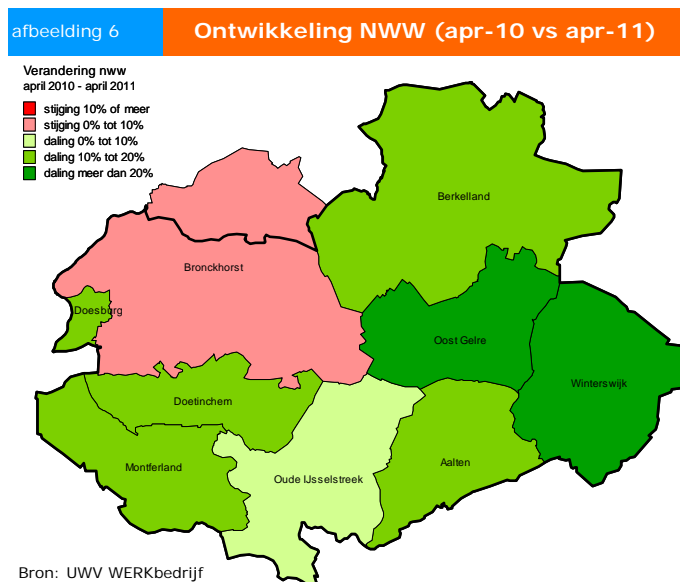 afbeelding 6
Ontwikkeling NWW (apr-10 vs apr-11)
Verandering nww
april 2010 - april 2011
stijging 10% of meer
stijging 0% tot 10%
daling 0% tot 10%
daling 10% tot 20%
daling meer dan 20%
Berkelland
Bronckhorst
Doesburg
Oost Gelre
Winterswijk
Doetinchem
Montferland
Oude IJsselstreek
Aalten
Bron: UWV WERKbedrijf